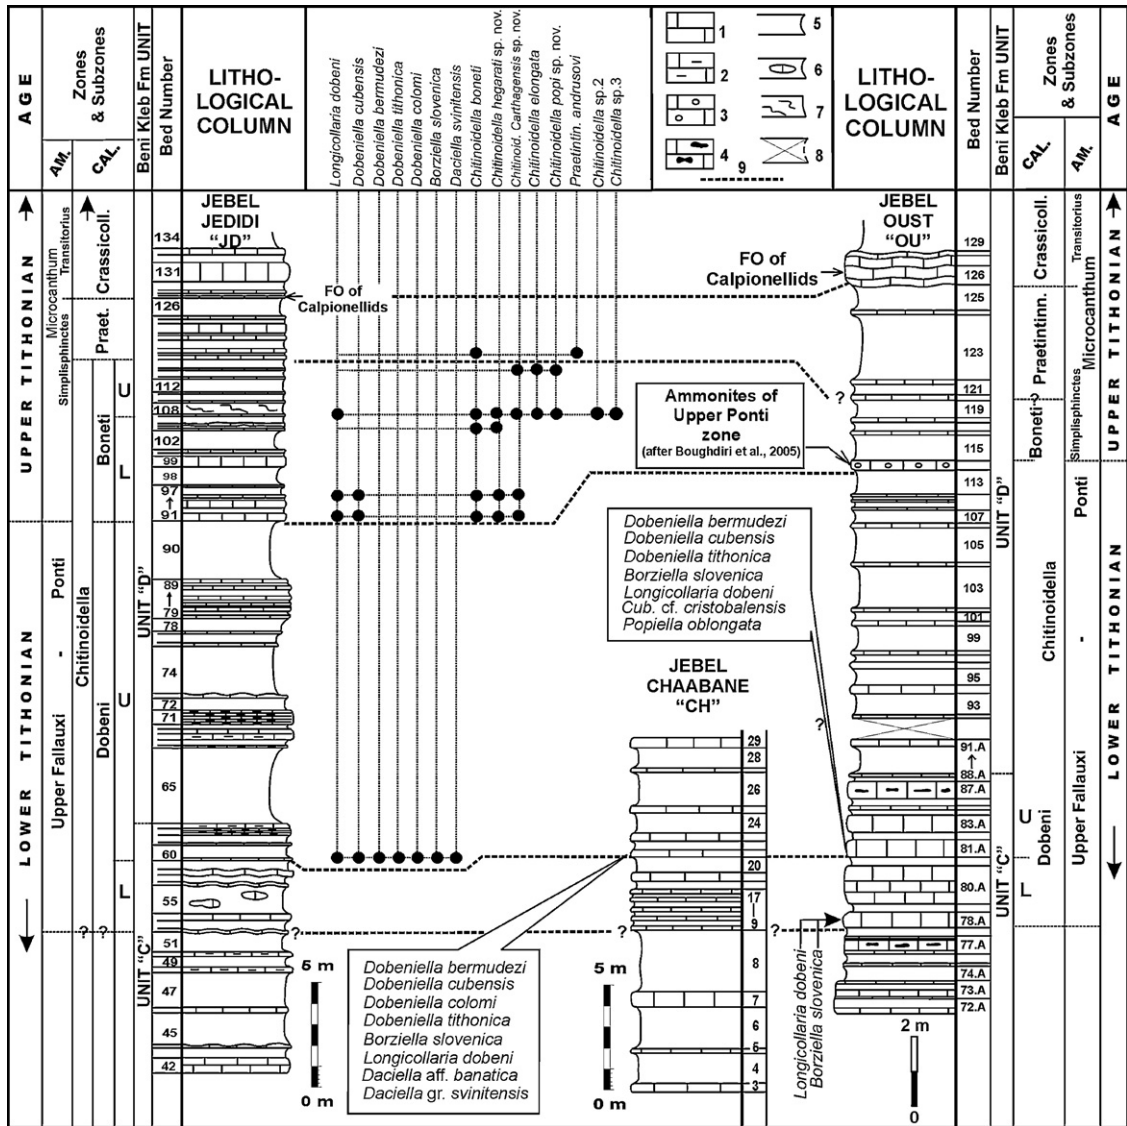 AGE
Zones
& Subzones
AM.
CAL.
Beni Kleb Fm UNIT
Bed Number
LITHO-
LOGICAL
COLUMN
Longicollaria dobeni
Dobeniella cubensis
Dobeniella bermudezi
Dobeniella tithonica
Dobeniella colomi
Borziella slovenica
Daciella svinitensis
Chitinoidella boneti
Chitinoidella hegarati sp. nov.
Chitinoid. Carthagensis sp. nov.
Chitinoidella elongata
Chitinoidella popi sp. nov.
Praetintin. andrusovi
Chitinoidella sp.2
Chitinoidella sp.3
1
2
3
4
5
6
7
8
9
LITHO-
LOGICAL
COLUMN
Bed Number
Beni Kleb Fm UNIT
Zones
& Subzones
CAL.
AM.
AGE
UPPER TITHONIAN
LOWER TITHONIAN
Microcanthum
Transitorius
Simplisphinctes
Upper Fallauxi - Ponti
Crassicoll.
Praet.
Boneti
Chitinoidella
Dobeni
U
L
U
L
? ?
UNIT "D"
UNIT "C"
JEBEL
JEDIDI
"JD"
134
131
126
112
108
102
99
98
97
91
90
89
79
78
74
72
71
65
60
55
51
49
47
45
42
FO of
Calpionellids
FO of
Calpionellids
Ammonites of
Upper Ponti
zone
(after Boughdiri et al., 2005)
Dobeniella bermudezi
Dobeniella cubensis
Dobeniella tithonica
Borziella slovenica
Longicollaria dobeni
Cub. cf. cristobalensis
Popiella oblongata
JEBEL
CHAABANE
"CH"
29
28
26
24
20
17
9
8
7
6
5
4
3
Dobeniella bermudezi
Dobeniella cubensis
Dobeniella colomi
Dobeniella tithonica
Borziella slovenica
Longicollaria dobeni
Daciella aff. banatica
Daciella gr. svinitensis
5 m
0 m
5 m
0 m
?
?
?
?
?
Longicollaria dobeni
Borziella slovenica
2 m
0
JEBEL
OUST
"OU"
129
126
125
123
121
119
115
113
107
105
103
101
99
95
93
91.A
88.A
87.A
83.A
81.A
80.A
78.A
77.A
74.A
73.A
72.A
UNIT "D"
UNIT "C"
Crassicoll.
Praetintinn.
?
Boneti
Chitinoidella
Dobeni
U
L
Transitorius
Microcanthum
Simplisphinctes
Upper Fallauxi - Ponti
UPPER TITHONIAN
LOWER TITHONIAN